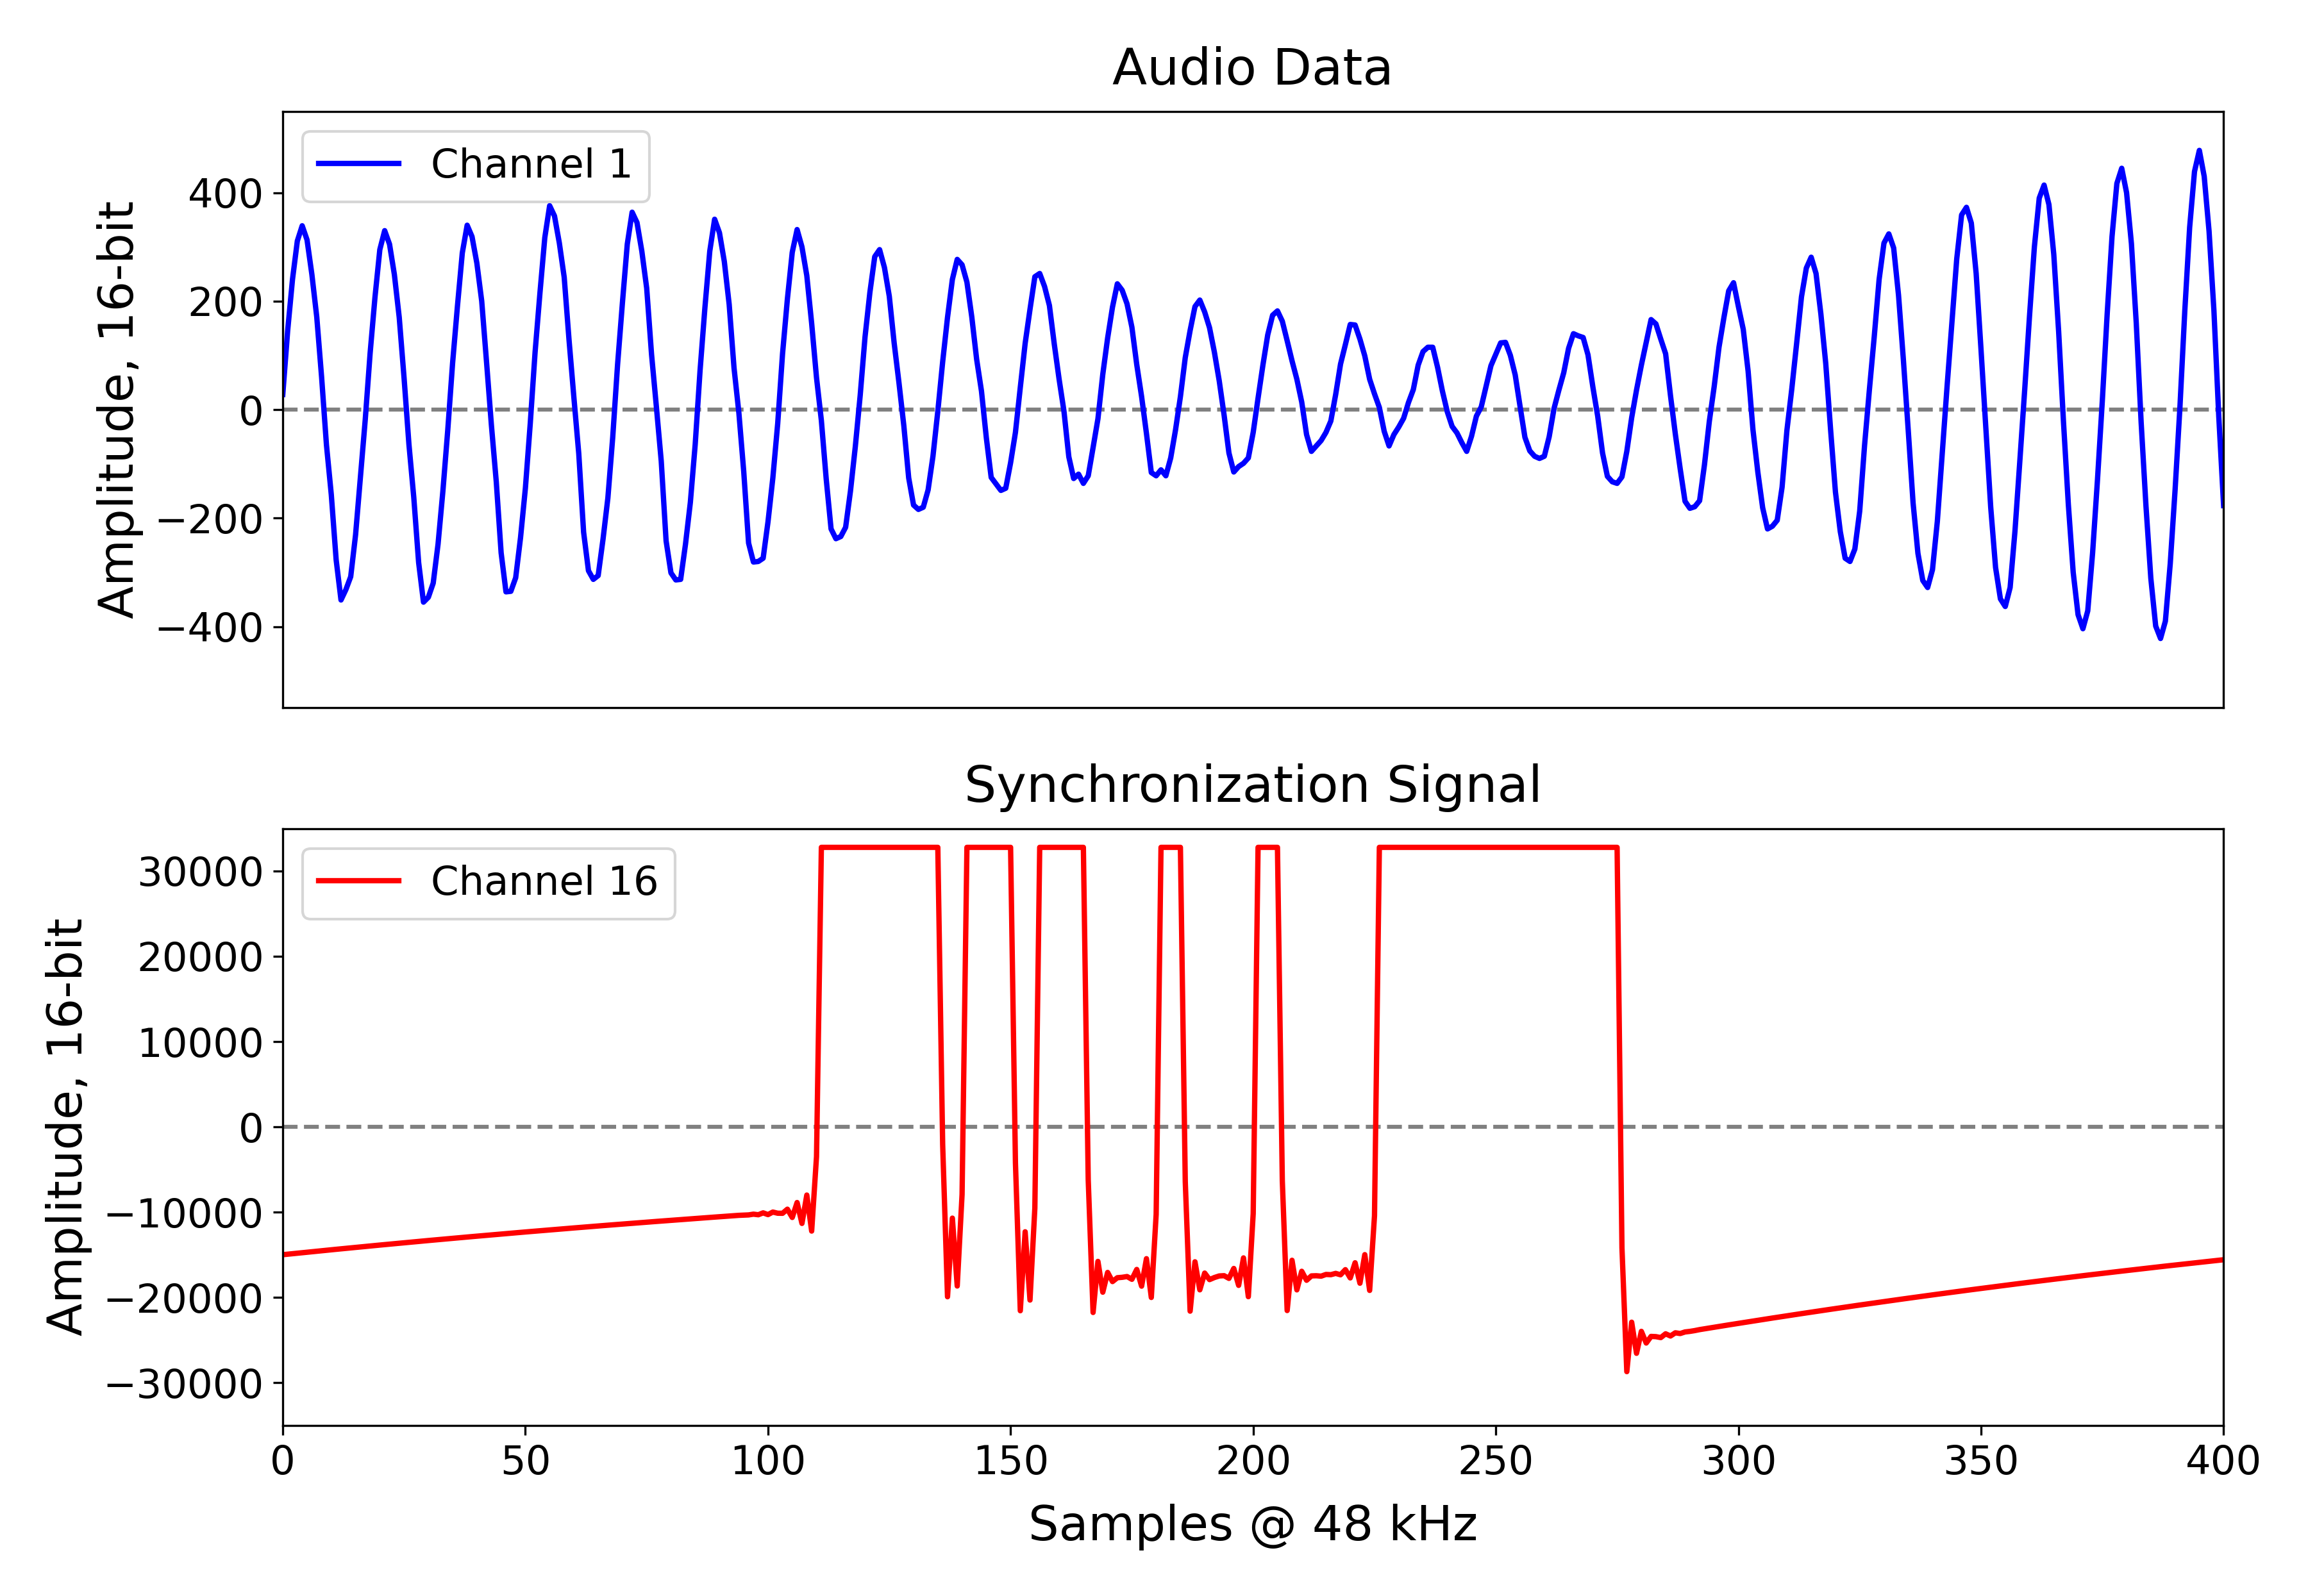 Audio Data
Channel 1
Amplitude, 16-bit
400
200
0
−200
−400
Synchronization Signal
Channel 16
Amplitude, 16-bit
30000
20000
10000
0
−10000
−20000
−30000
0 50 100 150 200 250 300 350 400
Samples @ 48 kHz